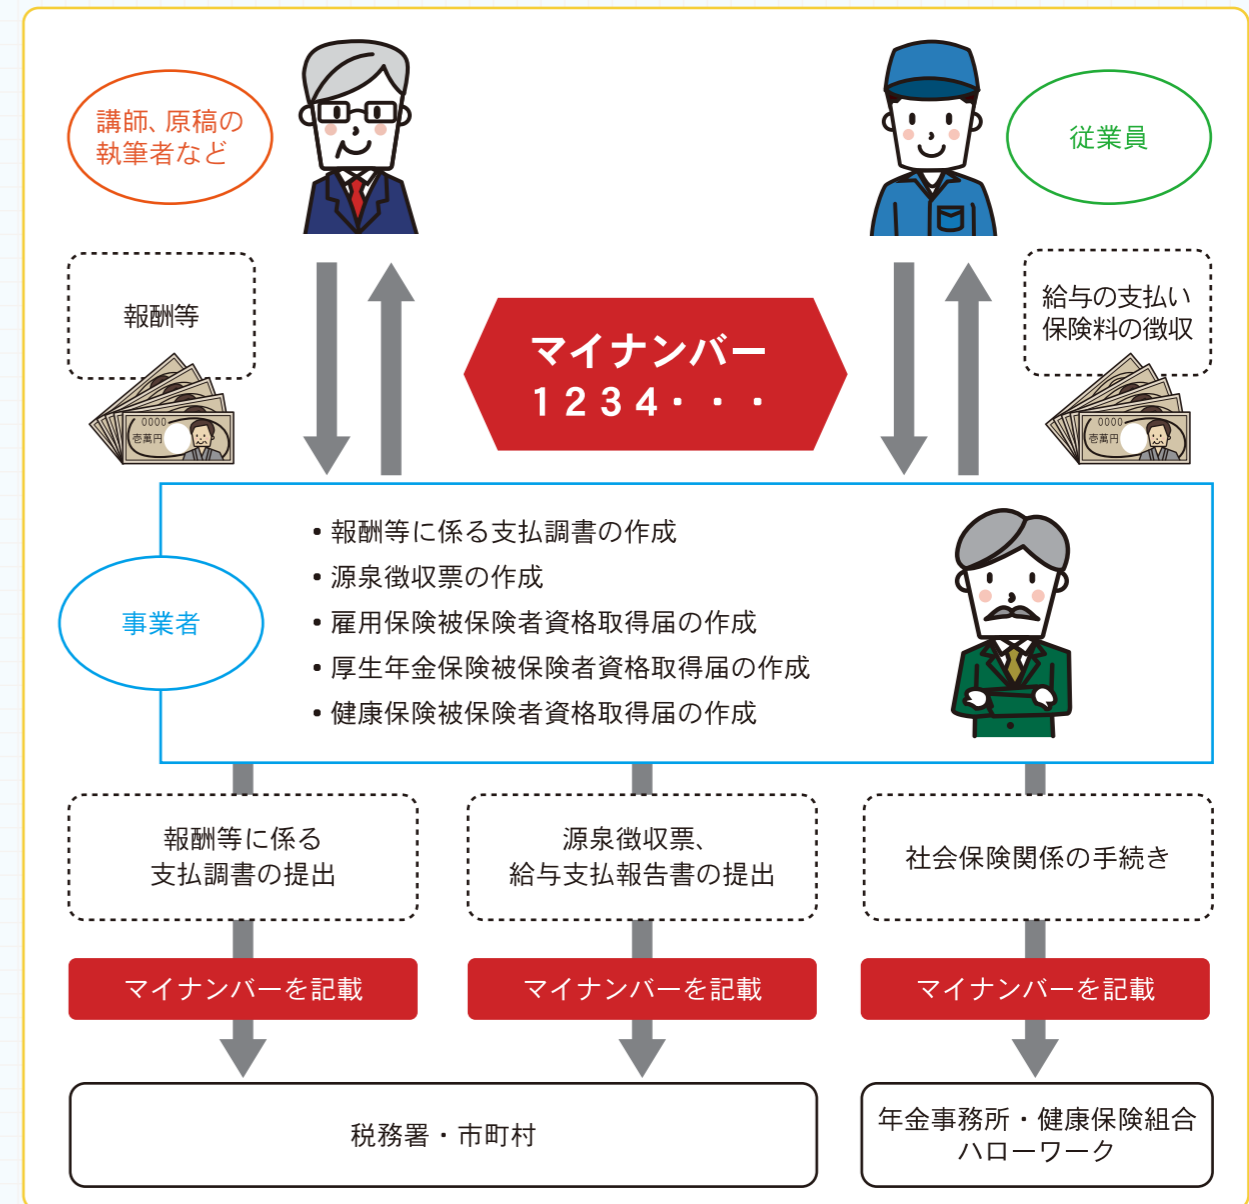 講師、原稿の
執筆者など
従業員
報酬等
給与の支払い
保険料の徴収
0000
壱萬円
0000
壱萬円
マイナンバー
1234・・・
事業者
・報酬等に係る支払調書の作成
・源泉徴収票の作成
・雇用保険被保険者資格取得届の作成
・厚生年金保険被保険者資格取得届の作成
・健康保険被保険者資格取得届の作成
報酬等に係る
支払調書の提出
源泉徴収票、
給与支払報告書の提出
社会保険関係の手続き
マイナンバーを記載
マイナンバーを記載
マイナンバーを記載
税務署・市町村
年金事務所・健康保険組合
ハローワーク